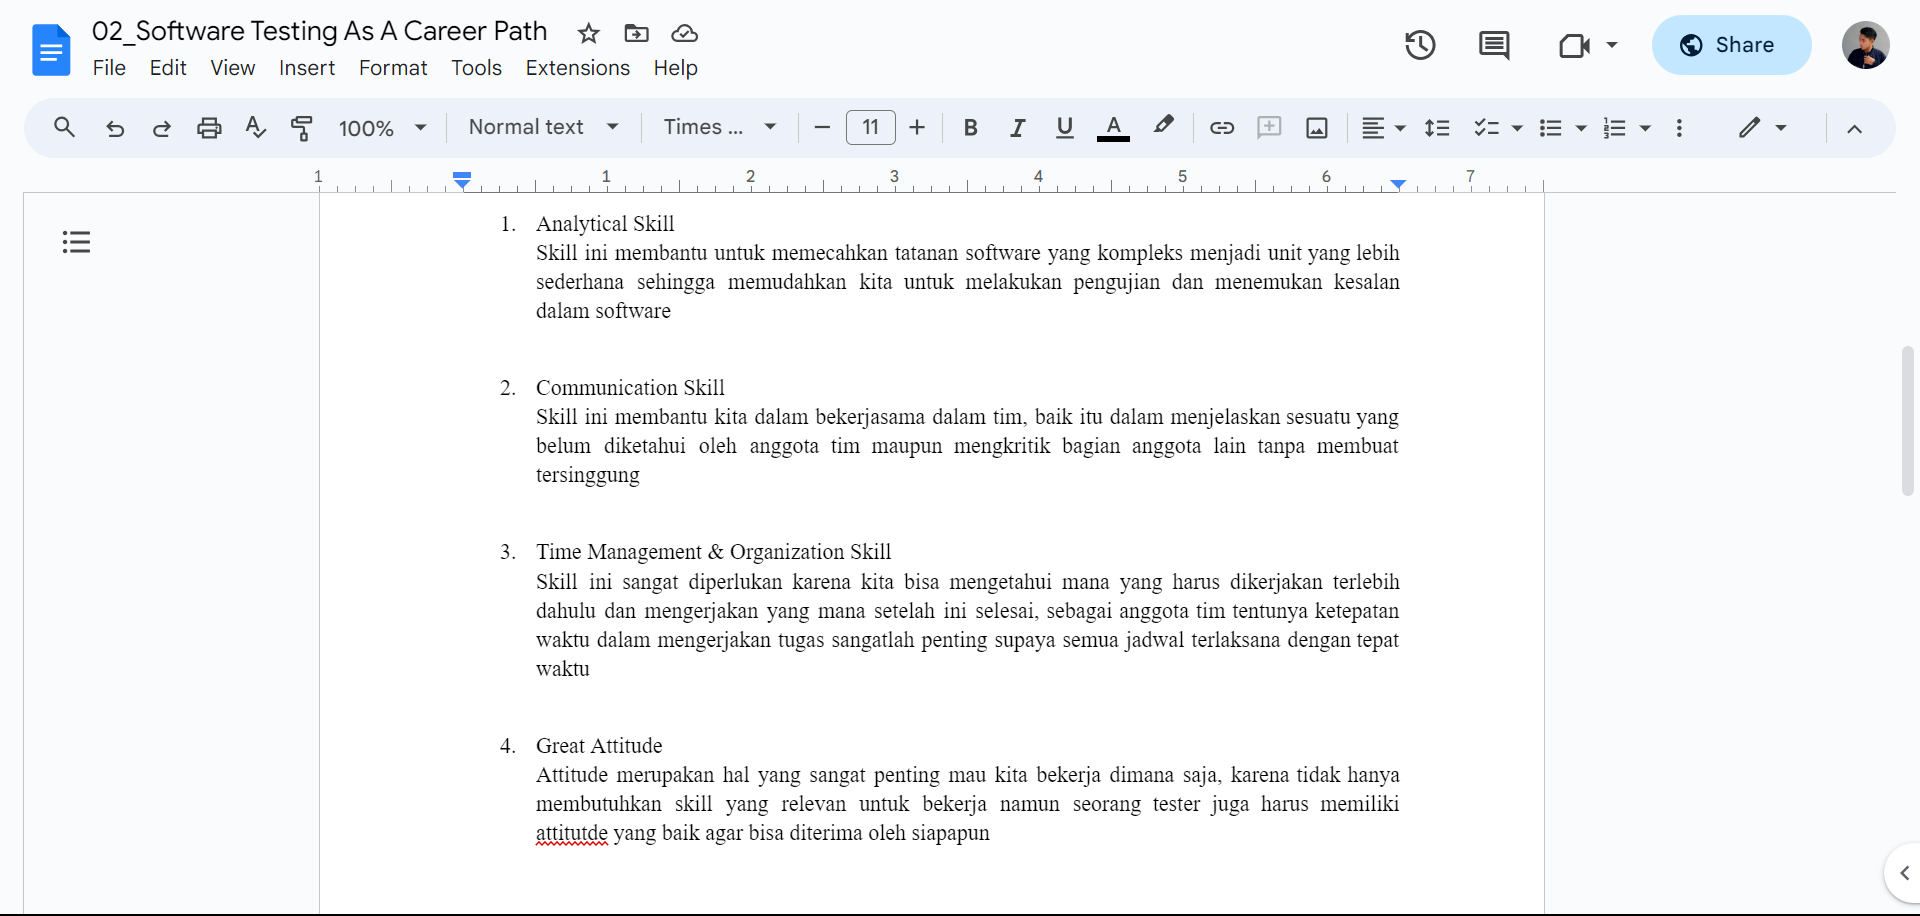 02_Software Testing As A Career Path
File Edit View Insert Format Tools Extensions Help
Share
100% Normal text Times ... 11
1 1 2 3 4 5 6 7
1. Analytical Skill
Skill ini membantu untuk memecahkan tatanan software yang kompleks menjadi unit yang lebih
sederhana sehingga memudahkan kita untuk melakukan pengujian dan menemukan kesalan
dalam software
2. Communication Skill
Skill ini membantu kita dalam bekerjasama dalam tim, baik itu dalam menjelaskan sesuatu yang
belum diketahui oleh anggota tim maupun mengkritik bagian anggota lain tanpa membuat
tersinggung
3. Time Management & Organization Skill
Skill ini sangat diperlukan karena kita bisa mengetahui mana yang harus dikerjakan terlebih
dahulu dan mengerjakan yang mana setelah ini selesai, sebagai anggota tim tentunya ketepatan
waktu dalam mengerjakan tugas sangatlah penting supaya semua jadwal terlaksana dengan tepat
waktu
4. Great Attitude
Attitude merupakan hal yang sangat penting mau kita bekerja dimana saja, karena tidak hanya
membutuhkan skill yang relevan untuk bekerja namun seorang tester juga harus memiliki
attitutde yang baik agar bisa diterima oleh siapapun